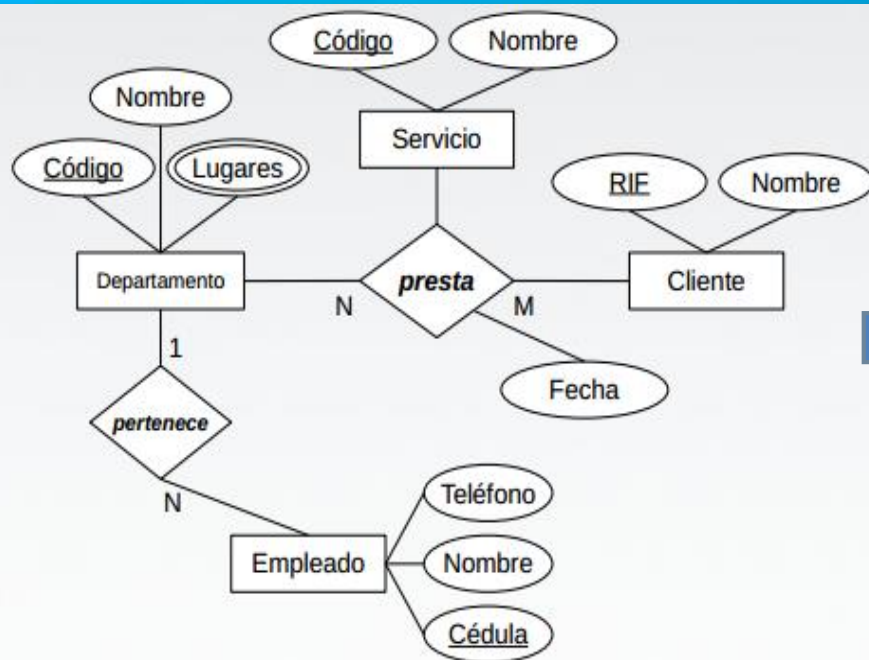 Código
Nombre
Nombre
Servicio
Código
Lugares
RIF
Nombre
Departamento
presta
Cliente
N
M
1
Fecha
pertenece
N
Teléfono
Empleado
Nombre
Cédula